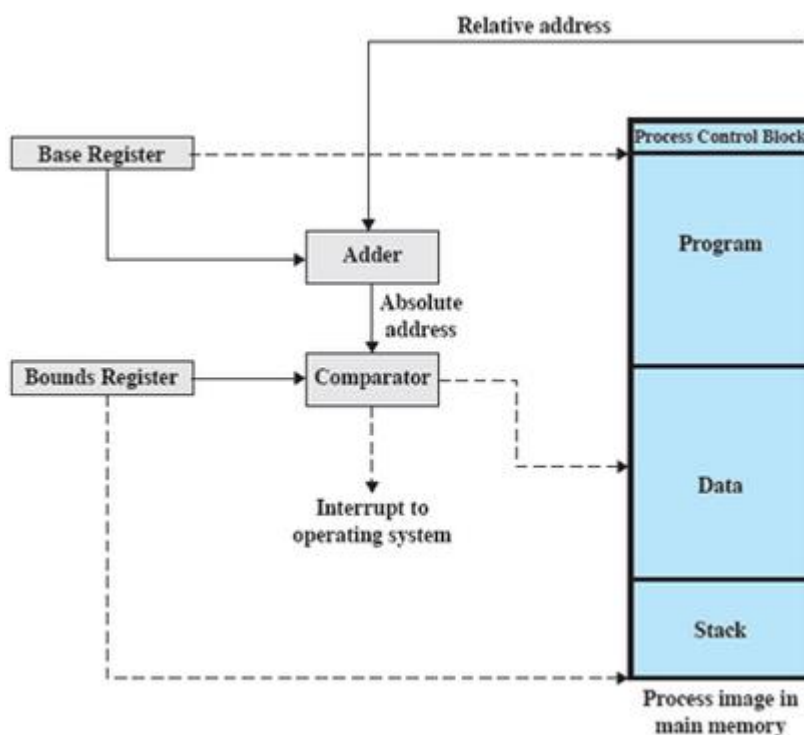 Relative address
Process Control Block
Base Register
Program
Adder
Absolute
address
Bounds Register
Comparator
Data
Interrupt to
operating system
Stack
Process image in
main memory